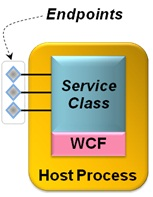 Endpoints
Service
Class
WCF
Host Process